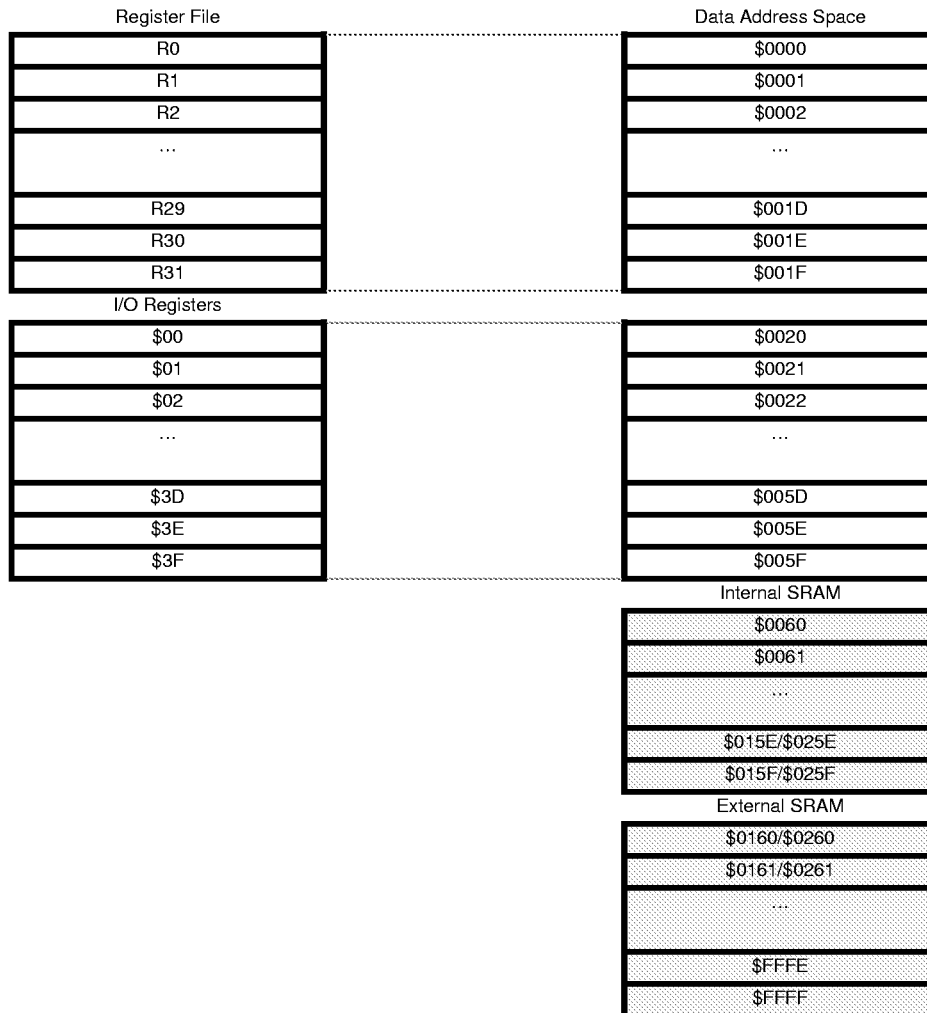 Register File Data Address Space
R0 $0000
R1 $0001
R2 $0002
... ...
R29 $001D
R30 $001E
R31 $001F
I/O Registers
$00 $0020
$01 $0021
$02 $0022
... ...
$3D $005D
$3E $005E
$3F $005F
Internal SRAM
$0060
$0061
...
$015E/$025E
$015F/$025F
External SRAM
$0160/$0260
$0161/$0261
...
$FFFE
$FFFF